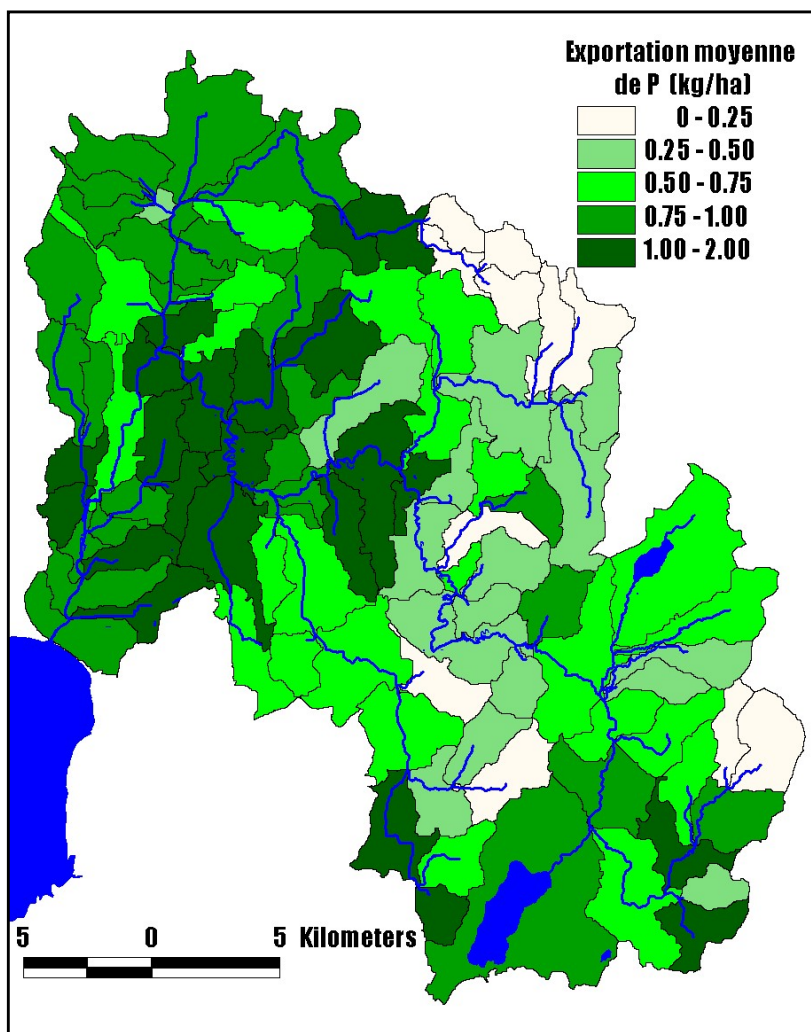 Exportation moyenne
de P (kg/ha)
0 - 0.25
0.25 - 0.50
0.50 - 0.75
0.75 - 1.00
1.00 - 2.00
5 0 5 Kilometers